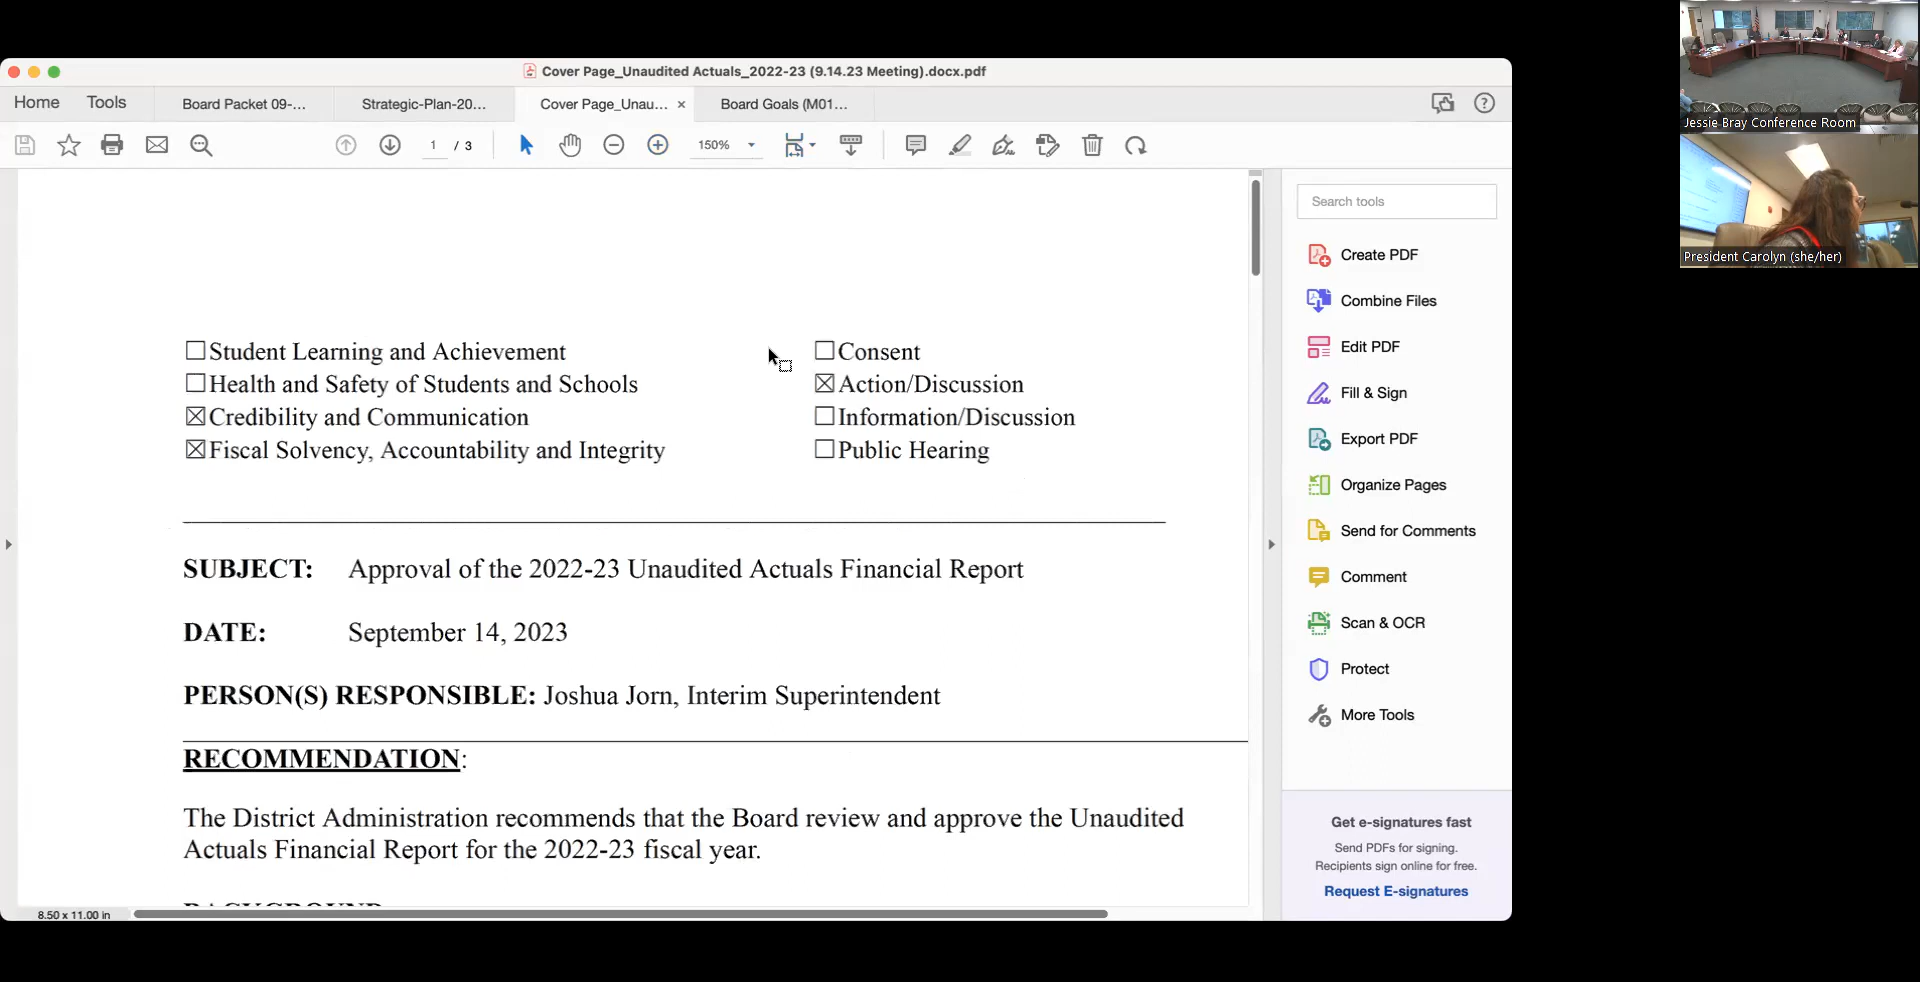 Cover Page_Unaudited Actuals_2022-23 (9.14.23 Meeting).docx.pdf
Home Tools Board Packet 09-... Strategic-Plan-20... Cover Page_Unau... × Board Goals (M01...
1 / 3 150%
☐Student Learning and Achievement ☐Consent
☐Health and Safety of Students and Schools ☒Action/Discussion
☒Credibility and Communication ☐Information/Discussion
☒Fiscal Solvency, Accountability and Integrity ☐Public Hearing
SUBJECT: Approval of the 2022-23 Unaudited Actuals Financial Report
DATE: September 14, 2023
PERSON(S) RESPONSIBLE: Joshua Jorn, Interim Superintendent
RECOMMENDATION:
The District Administration recommends that the Board review and approve the Unaudited
Actuals Financial Report for the 2022-23 fiscal year.
8.50 x 11.00 in
Search tools
Create PDF
Combine Files
Edit PDF
Fill & Sign
Export PDF
Organize Pages
Send for Comments
Comment
Scan & OCR
Protect
More Tools
Get e-signatures fast
Send PDFs for signing.
Recipients sign online for free.
Request E-signatures
Jessie Bray Conference Room
President Carolyn (she/her)